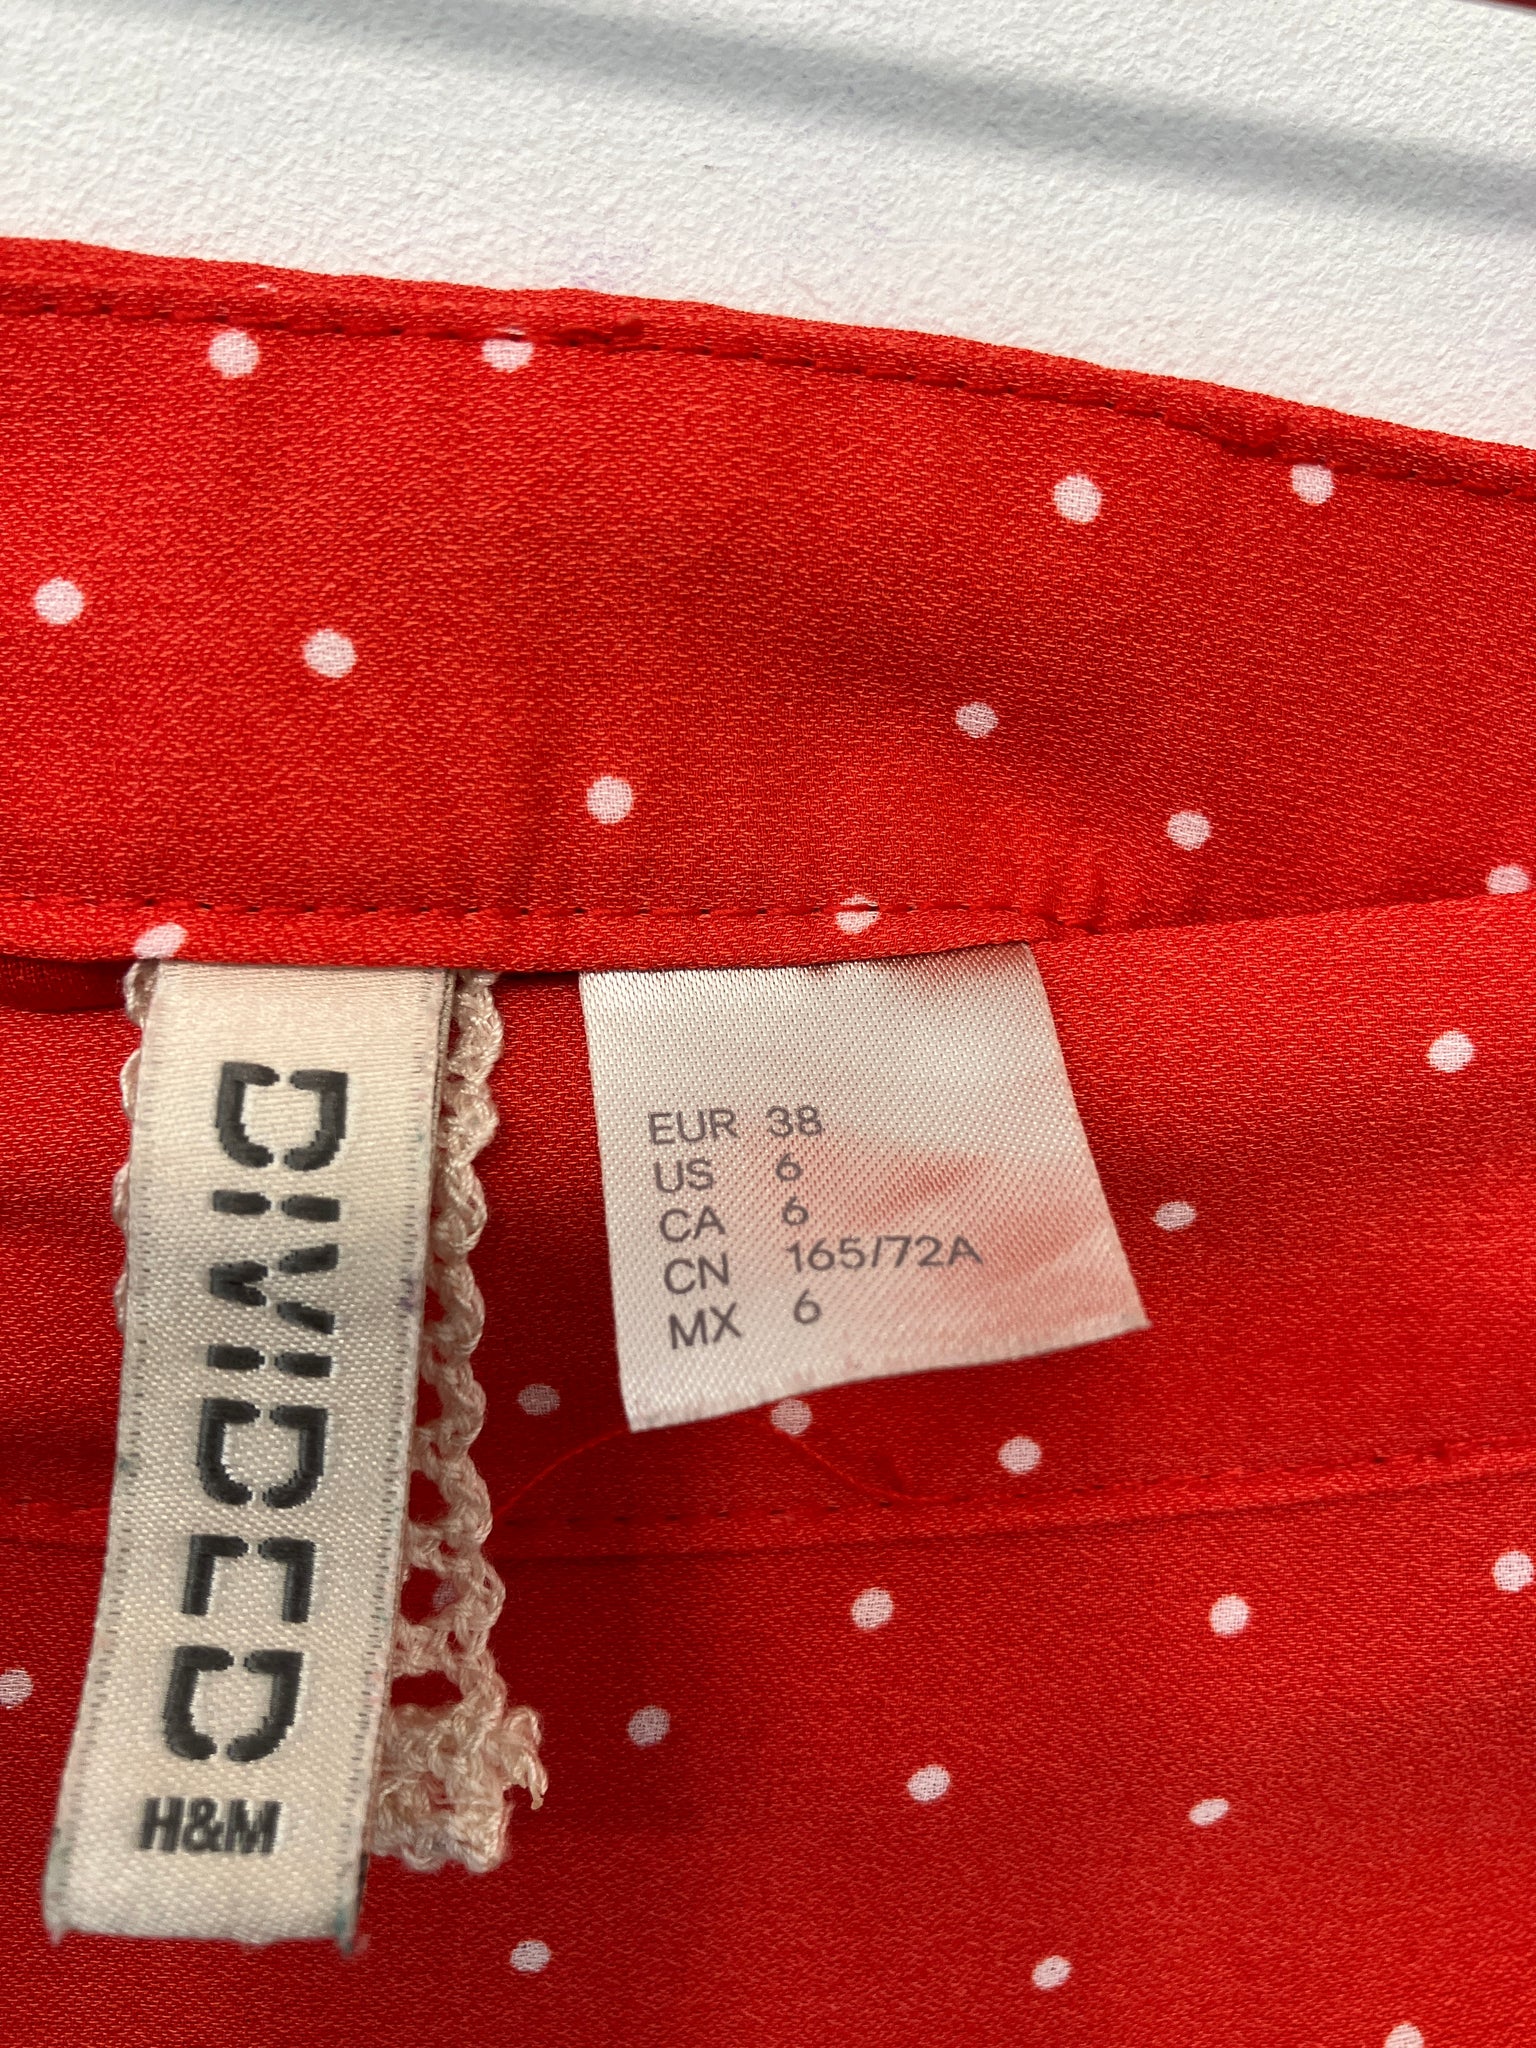 DIVIDED
H&M
EUR 38
US 6
CA 6
CN 165/72A
MX 6